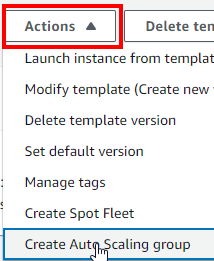 Actions ▲
Delete tem
Launch instance from templat
Modify template (Create new
Delete template version
Set default version
Manage tags
Create Spot Fleet
Create Auto Scaling group